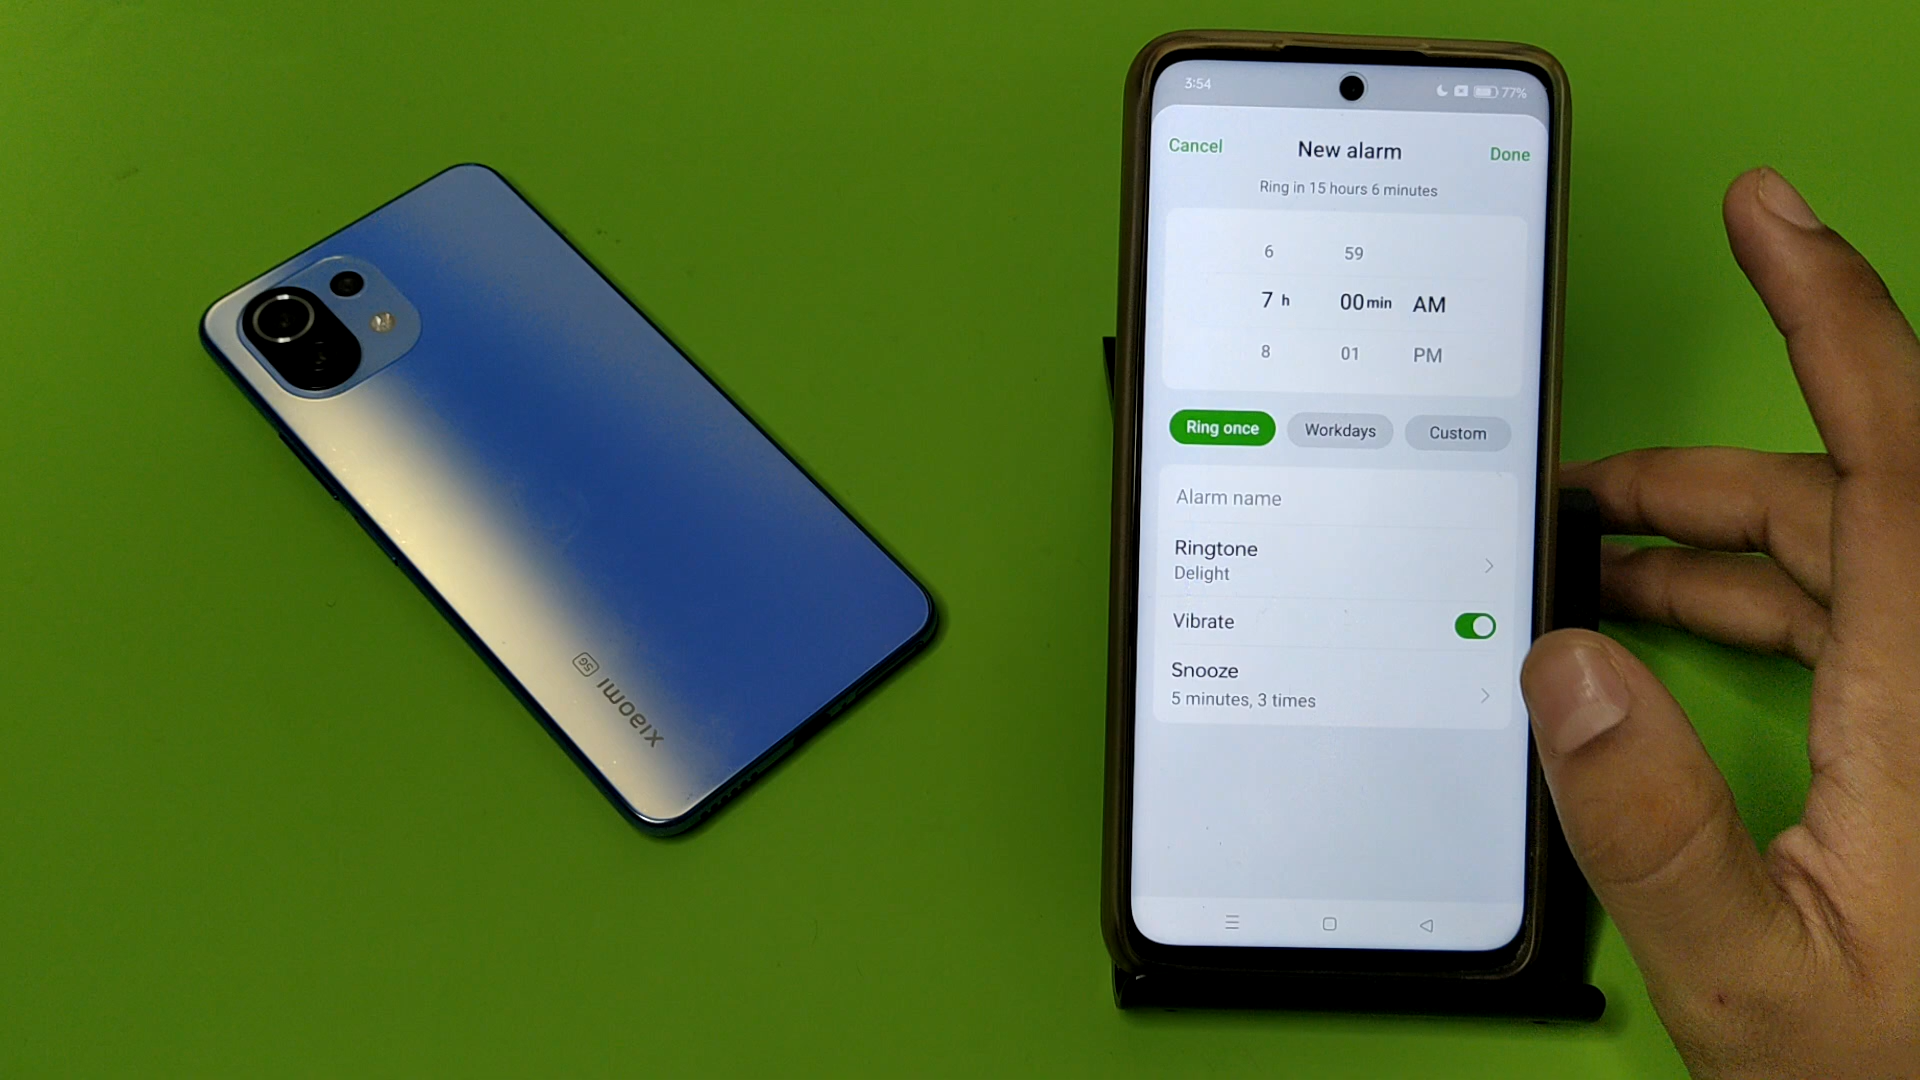 xiaomi 5G
3:54 77%
Cancel New alarm Done
Ring in 15 hours 6 minutes
6 59
7 h 00 min AM
8 01 PM
Ring once Workdays Custom
Alarm name
Ringtone
Delight
Vibrate
Snooze
5 minutes, 3 times